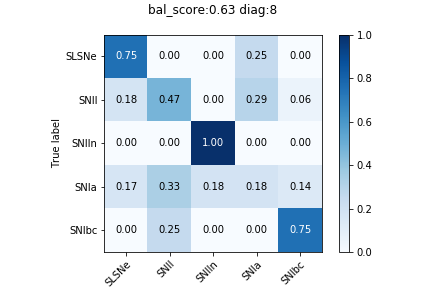 bal_score:0.63 diag:8
SLSNe 0.75 0.00 0.00 0.25 0.00
SNII 0.18 0.47 0.00 0.29 0.06
SNIIn 0.00 0.00 1.00 0.00 0.00
SNIa 0.17 0.33 0.18 0.18 0.14
SNIbc 0.00 0.25 0.00 0.00 0.75
True label
SLSNe SNII SNIIn SNIa SNIbc
1.0
0.8
0.6
0.4
0.2
0.0